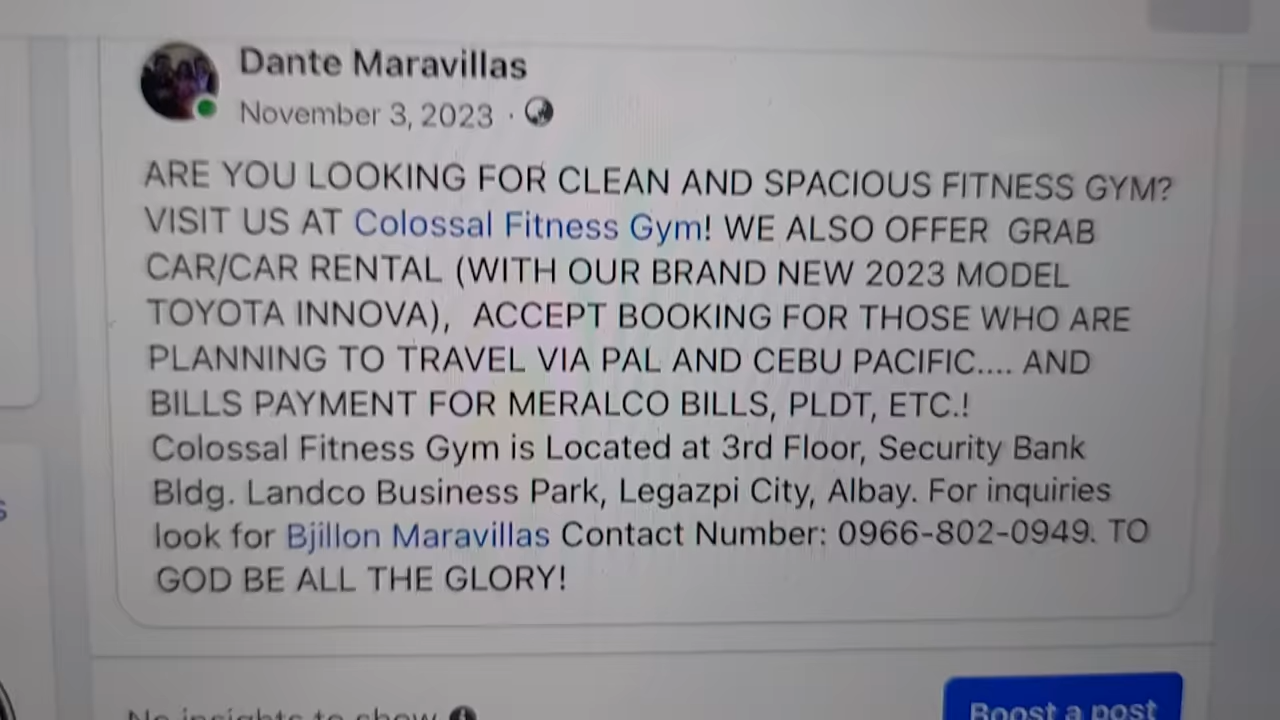 Dante Maravillas
November 3, 2023 ·
ARE YOU LOOKING FOR CLEAN AND SPACIOUS FITNESS GYM?
VISIT US AT Colossal Fitness Gym! WE ALSO OFFER GRAB
CAR/CAR RENTAL (WITH OUR BRAND NEW 2023 MODEL
TOYOTA INNOVA), ACCEPT BOOKING FOR THOSE WHO ARE
PLANNING TO TRAVEL VIA PAL AND CEBU PACIFIC.... AND
BILLS PAYMENT FOR MERALCO BILLS, PLDT, ETC.!
Colossal Fitness Gym is Located at 3rd Floor, Security Bank
Bldg. Landco Business Park, Legazpi City, Albay. For inquiries
look for Bjillon Maravillas Contact Number: 0966-802-0949. TO
GOD BE ALL THE GLORY!
No insights to show
Boost a post